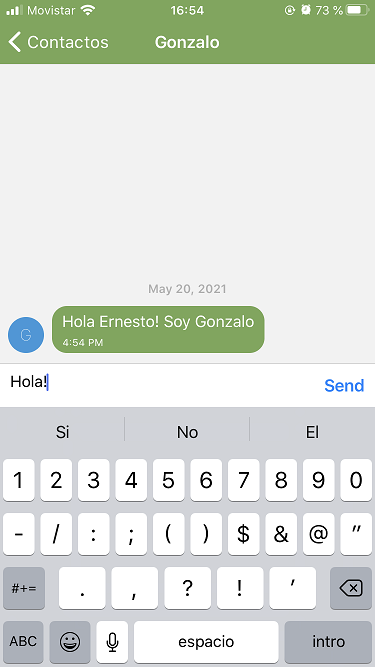 Movistar 16:54 73 %
Contactos Gonzalo
May 20, 2021
G
Hola Ernesto! Soy Gonzalo
4:54 PM
Hola! Send
Si No El
1 2 3 4 5 6 7 8 9 0
- / : ; ( ) $ & @ "
#+= . , ? ! ’
ABC espacio intro